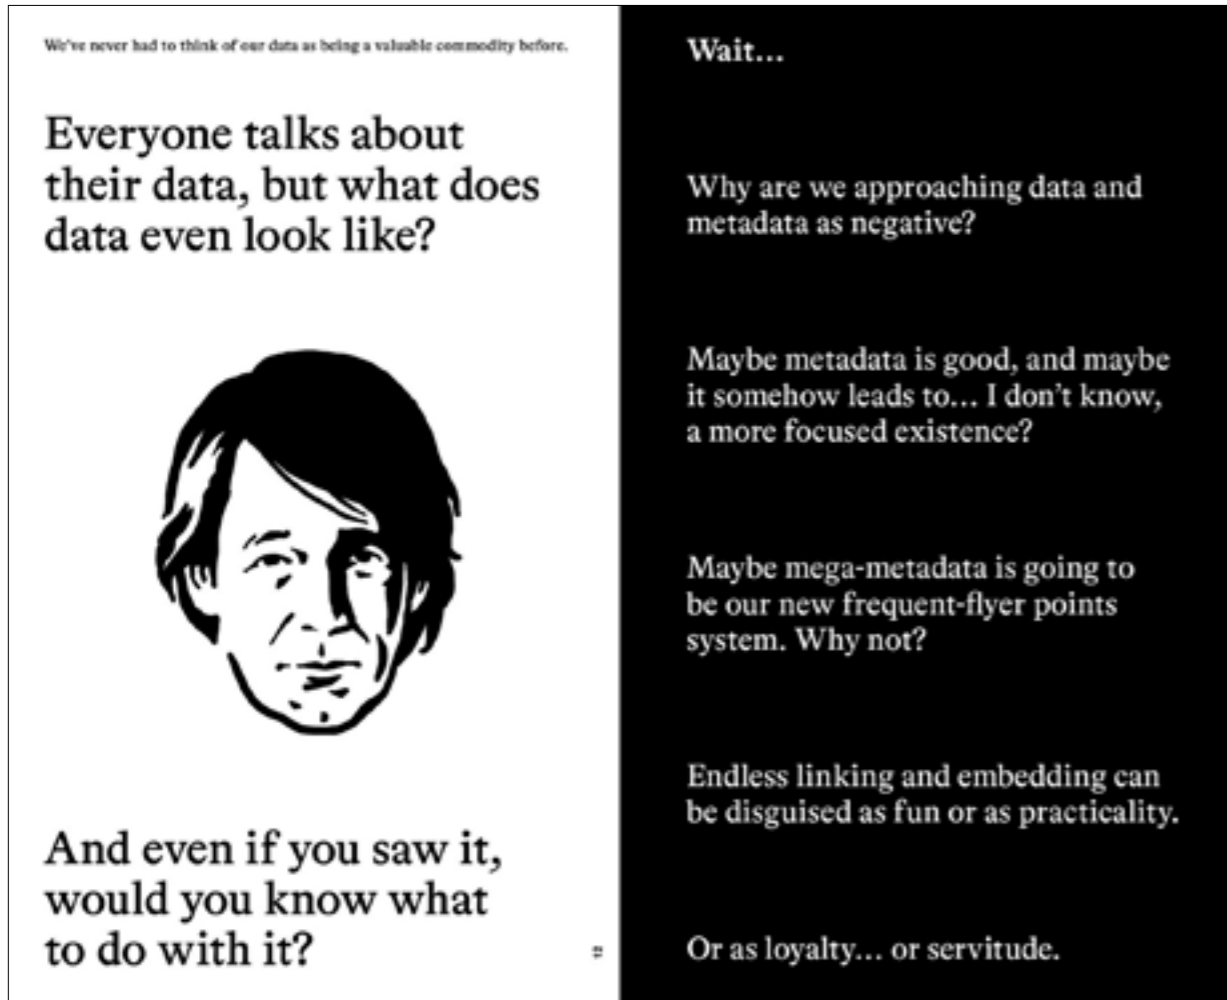 We've never had to think of our data as being a valuable commodity before.
Everyone talks about
their data, but what does
data even look like?
And even if you saw it,
would you know what
to do with it?
Wait...
Why are we approaching data and
metadata as negative?
Maybe metadata is good, and maybe
it somehow leads to... I don't know,
a more focused existence?
Maybe mega-metadata is going to
be our new frequent-flyer points
system. Why not?
Endless linking and embedding can
be disguised as fun or as practicality.
Or as loyalty... or servitude.